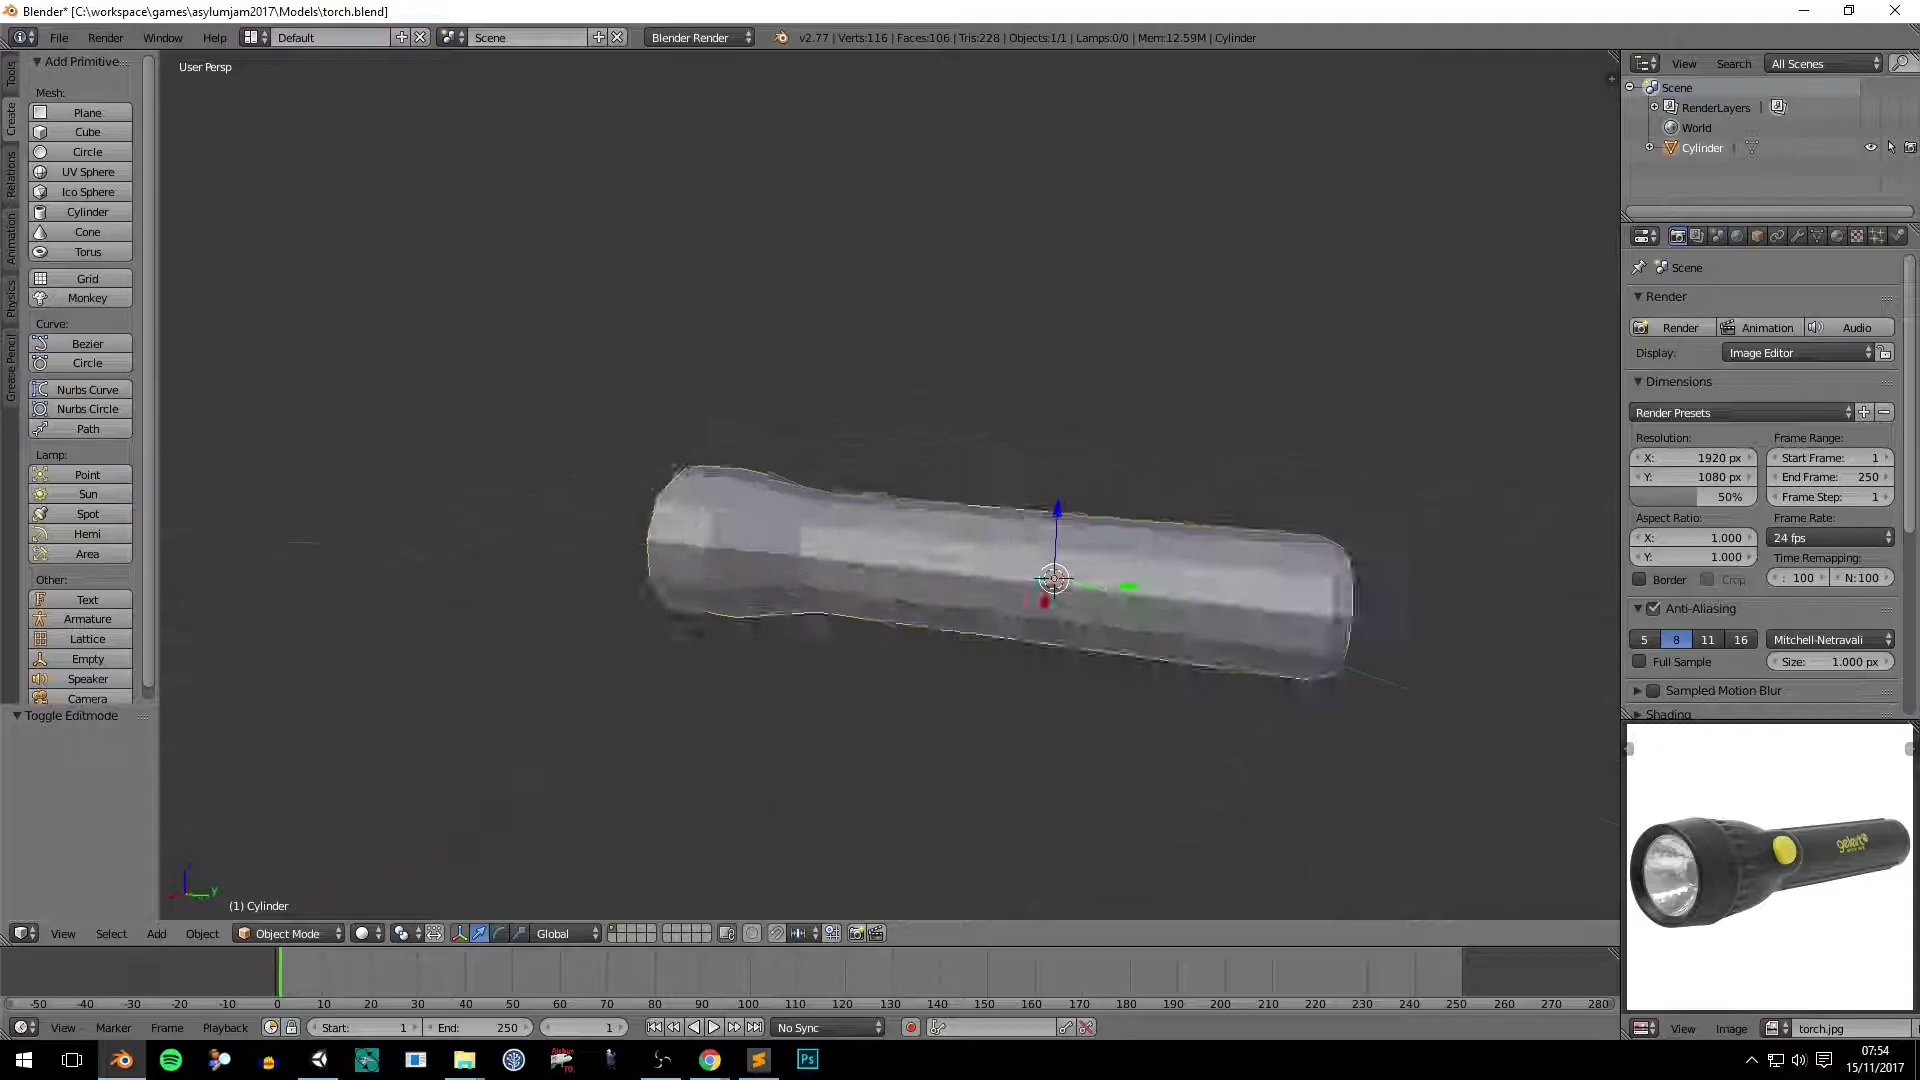 Blender* [C:\workspace\games\asylumjam2017\Models\torch.blend]
File Render Window Help Default Scene Blender Render v2.77 | Verts:116 | Faces:106 | Tris:228 | Objects:1/1 | Lamps:0/0 | Mem:12.59M | Cylinder
Tools
Create
Relations
Animation
Physics
Grease Pencil
Add Primitive
Mesh:
Plane
Cube
Circle
UV Sphere
Ico Sphere
Cylinder
Cone
Torus
Grid
Monkey
Curve:
Bezier
Circle
Nurbs Curve
Nurbs Circle
Path
Lamp:
Point
Sun
Spot
Hemi
Area
Other:
Text
Armature
Lattice
Empty
Speaker
Camera
Toggle Editmode
User Persp
y
(1) Cylinder
View Search All Scenes
Scene
RenderLayers |
World
Cylinder |
Scene
Render
Render Animation Audio
Display: Image Editor
Dimensions
Render Presets
Resolution: Frame Range:
X: 1920 px Start Frame: 1
Y: 1080 px End Frame: 250
50% Frame Step: 1
Aspect Ratio: Frame Rate:
X: 1.000 24 fps
Y: 1.000 Time Remapping:
Border Crop : 100 N:100
Anti-Aliasing
5 8 11 16 Mitchell-Netravali
Full Sample Size: 1.000 px
Sampled Motion Blur
Shading
gelert
View Select Add Object Object Mode Global
-50 -40 -30 -20 -10 0 10 20 30 40 50 60 70 80 90 100 110 120 130 140 150 160 170 180 190 200 210 220 230 240 250 260 270 280
View Marker Frame Playback Start: 1 End: 250 1 No Sync
View Image torch.jpg
Ps
07:54
15/11/2017